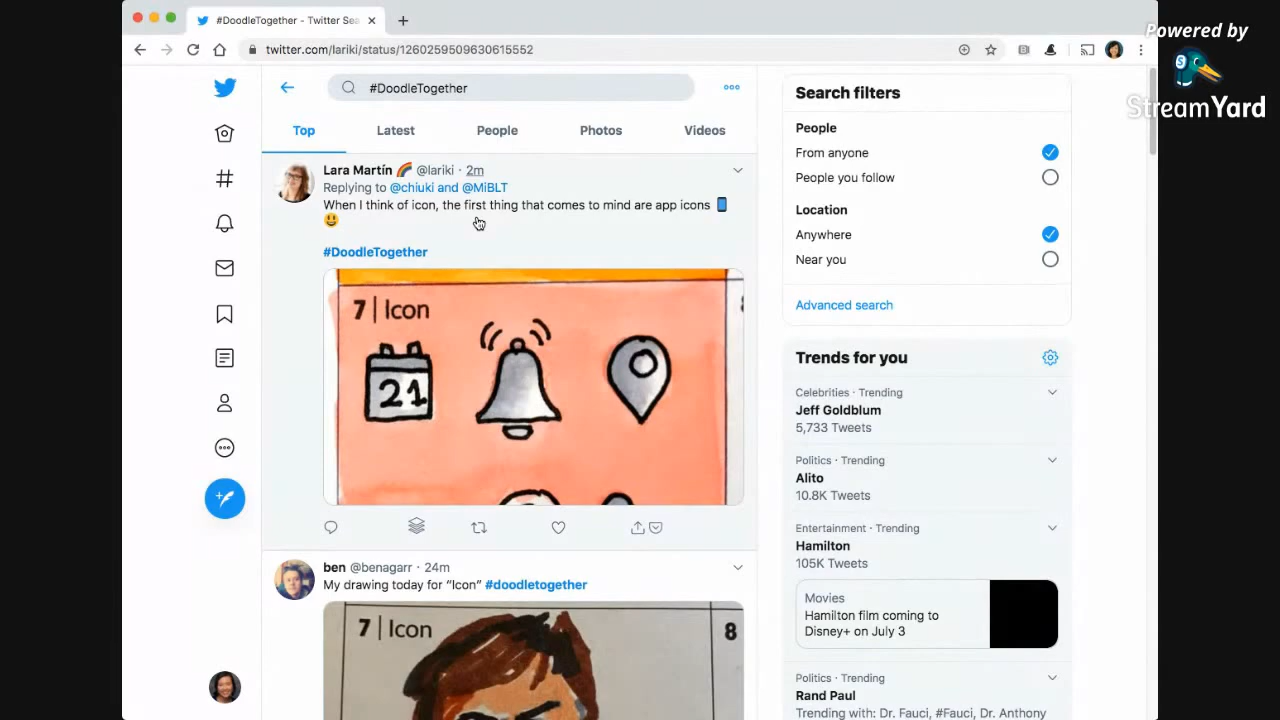 #DoodleTogether - Twitter Sea
twitter.com/lariki/status/1260259509630615552
Powered by
StreamYard
#DoodleTogether
Top Latest People Photos Videos
Lara Martín @lariki · 2m
Replying to @chiuki and @MiBLT
When I think of icon, the first thing that comes to mind are app icons
#DoodleTogether
7 | Icon
21
ben @benagarr · 24m
My drawing today for “Icon” #doodletogether
7 | Icon
8
Search filters
People
From anyone
People you follow
Location
Anywhere
Near you
Advanced search
Trends for you
Celebrities · Trending
Jeff Goldblum
5,733 Tweets
Politics · Trending
Alito
10.8K Tweets
Entertainment · Trending
Hamilton
105K Tweets
Movies
Hamilton film coming to
Disney+ on July 3
Politics · Trending
Rand Paul
Trending with: Dr. Fauci, #Fauci, Dr. Anthony